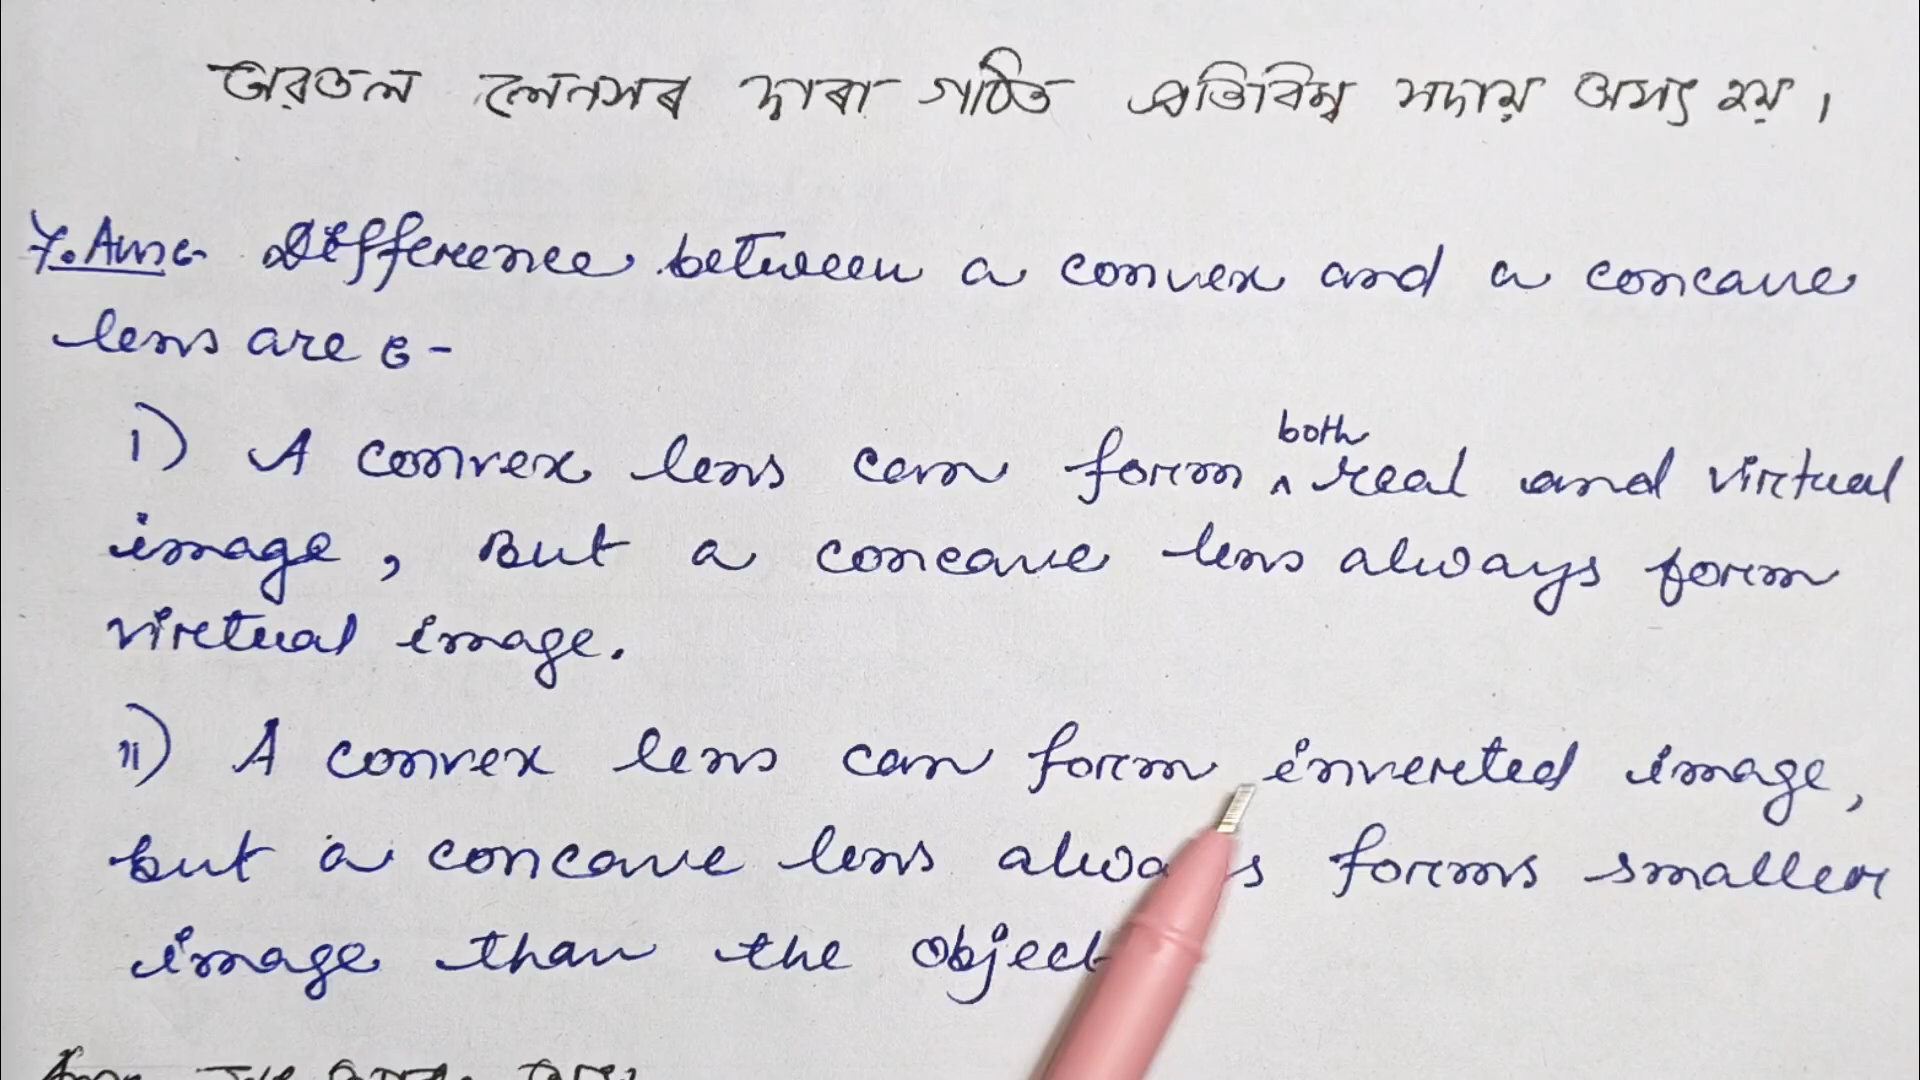 অৱতল লেনসৰ দ্বাৰা গঠিত প্ৰতিবিম্ব সদায় অসৎ হয়।
7. Ans:- Difference between a convex and a concave
lens are :-
i) A convex lens can form both real and virtual
image, But a concave lens always form
virtual image.
ii) A convex lens can form inverted image,
but a concave lens always forms smaller
image than the object